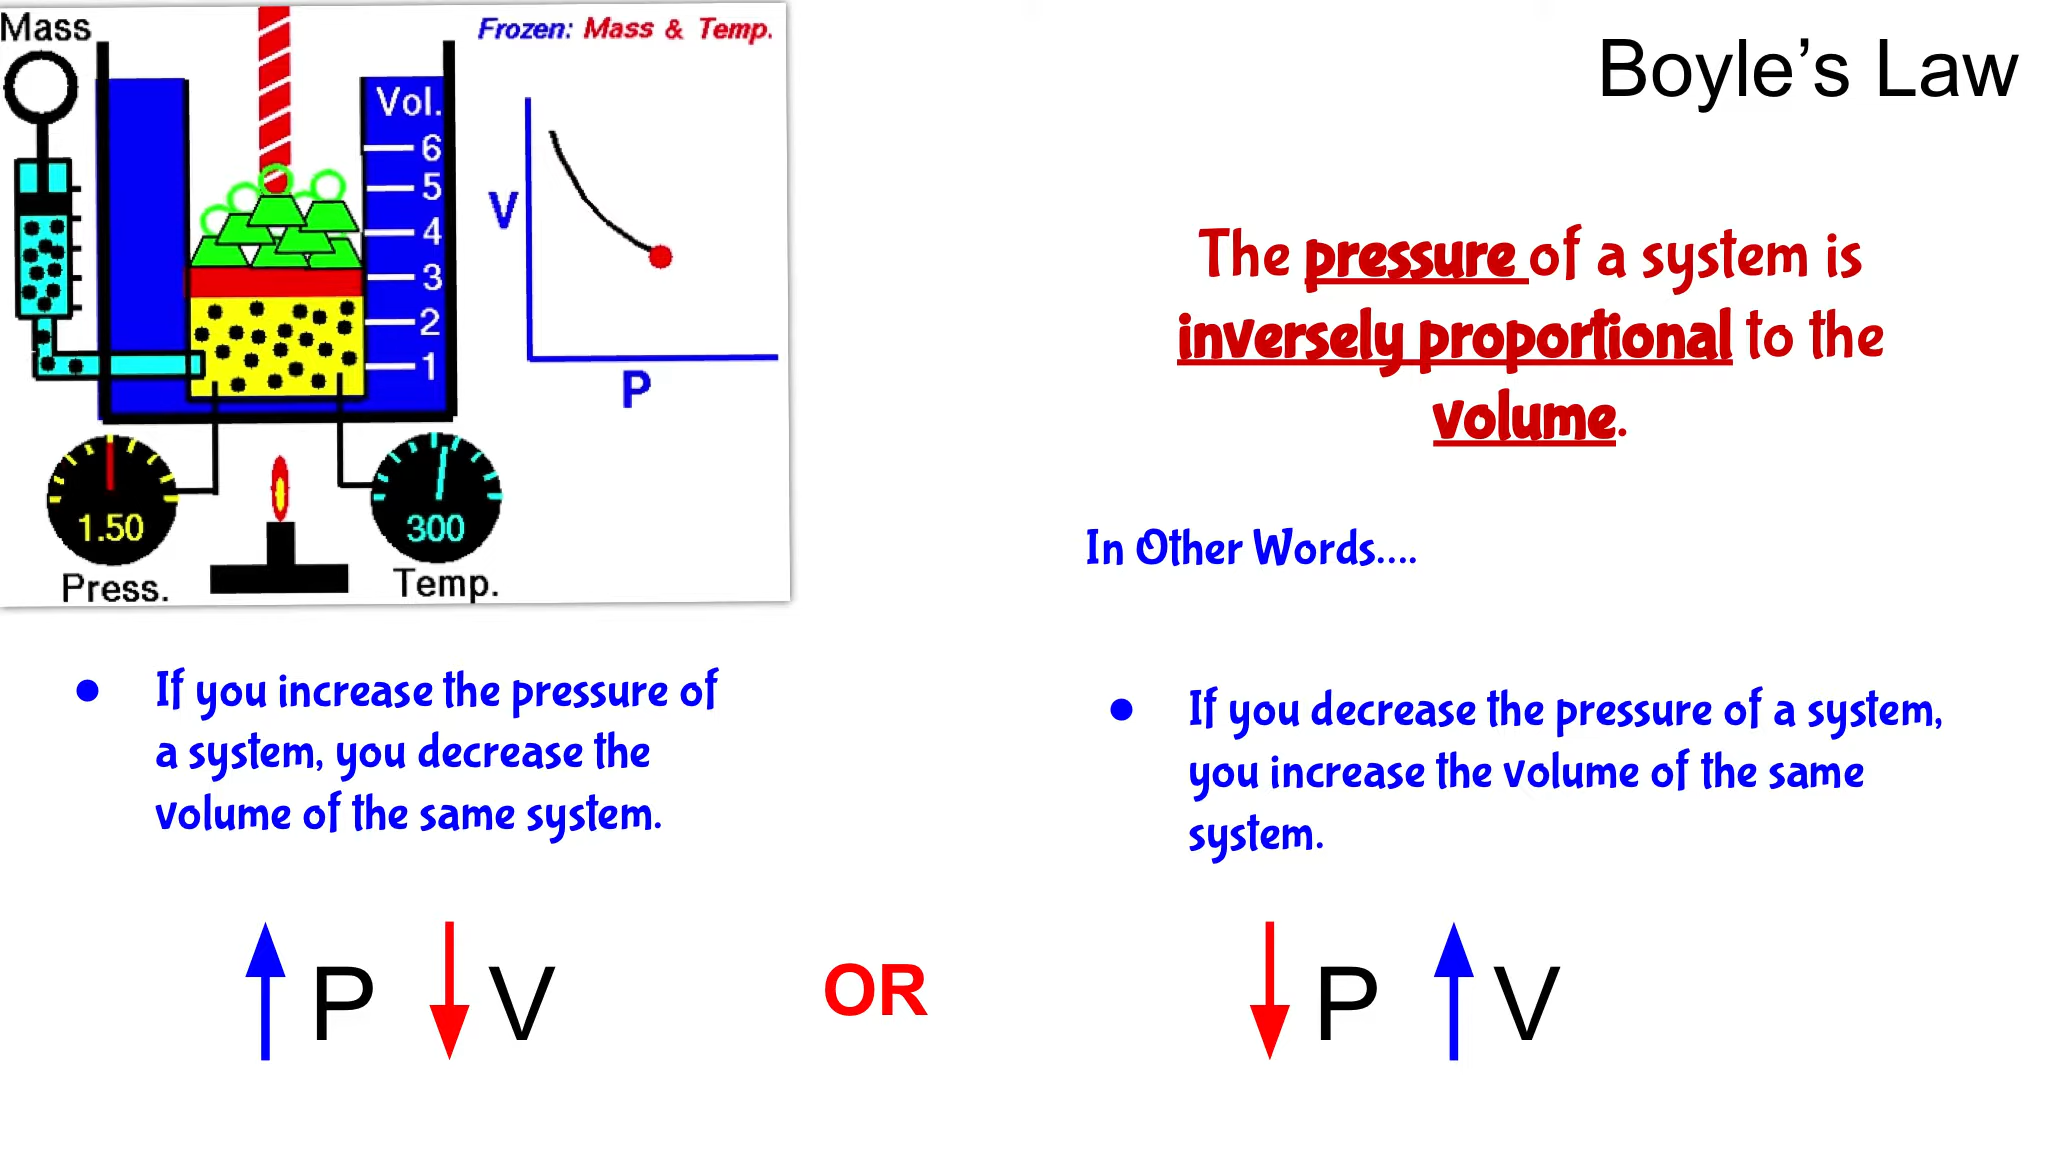 Boyle’s Law
Mass
Frozen: Mass & Temp.
Vol.
6
5
4
3
2
1
V
P
1.50
300
Press.
Temp.
The pressure of a system is
inversely proportional to the
volume.
In Other Words....
● If you increase the pressure of
a system, you decrease the
volume of the same system.
● If you decrease the pressure of a system,
you increase the volume of the same
system.
P V
OR
P V